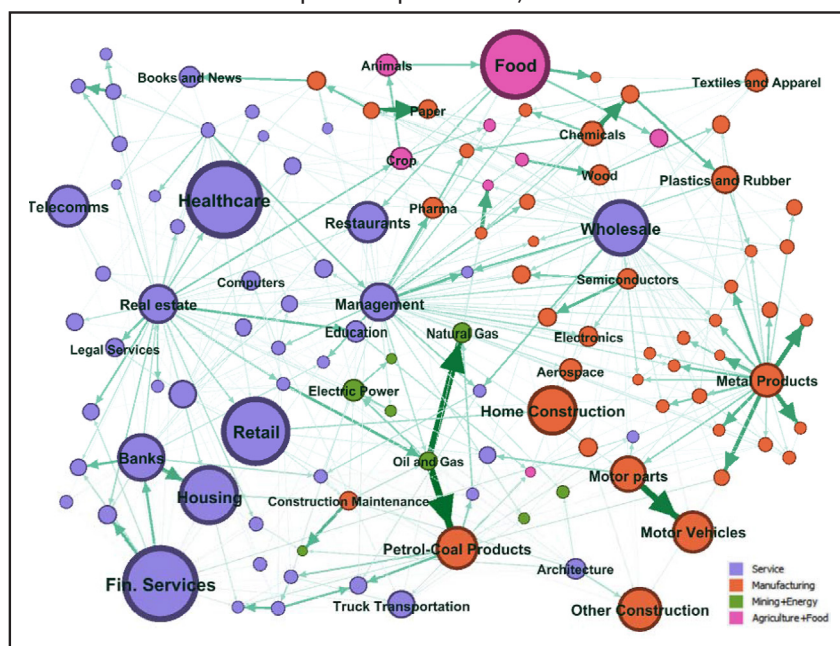 Food
Animals
Books and News
Textiles and Apparel
Paper
Chemicals
Crop
Wood
Plastics and Rubber
Healthcare
Telecomms
Pharma
Restaurants
Wholesale
Computers
Semiconductors
Real estate
Management
Education
Natural Gas
Electronics
Legal Services
Aerospace
Metal Products
Electric Power
Home Construction
Retail
Banks
Oil and Gas
Motor parts
Housing
Construction Maintenance
Motor Vehicles
Petrol-Coal Products
Architecture
Fin. Services
Truck Transportation
Other Construction
Service
Manufacturing
Mining+Energy
Agriculture+Food